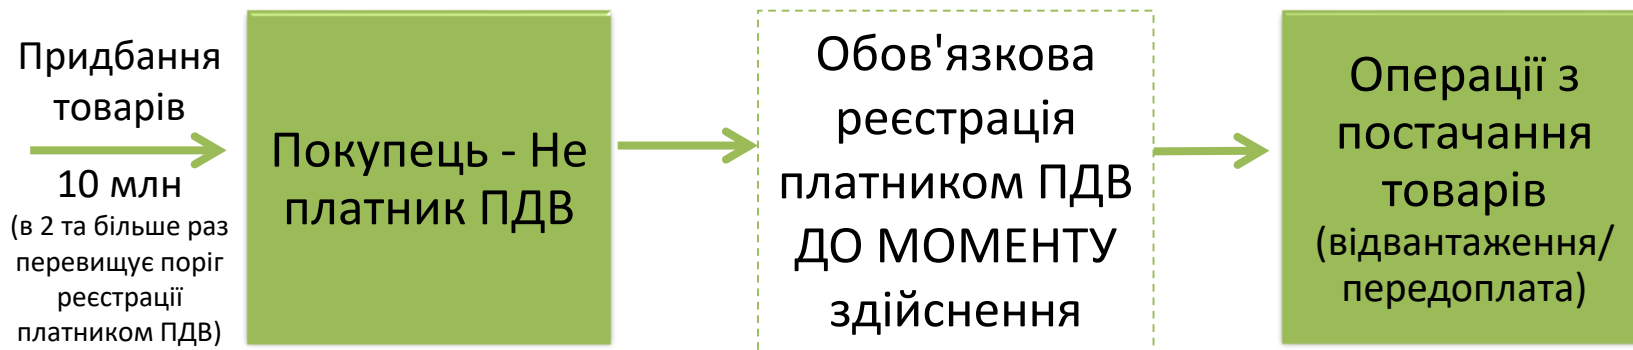 Придбання
товарів
10 млн
(в 2 та більше раз
перевищує поріг
реєстрації
платником ПДВ)
Покупець - Не
платник ПДВ
Обов'язкова
реєстрація
платником ПДВ
ДО МОМЕНТУ
здійснення
Операції з
постачання
товарів
(відвантаження/
передоплата)